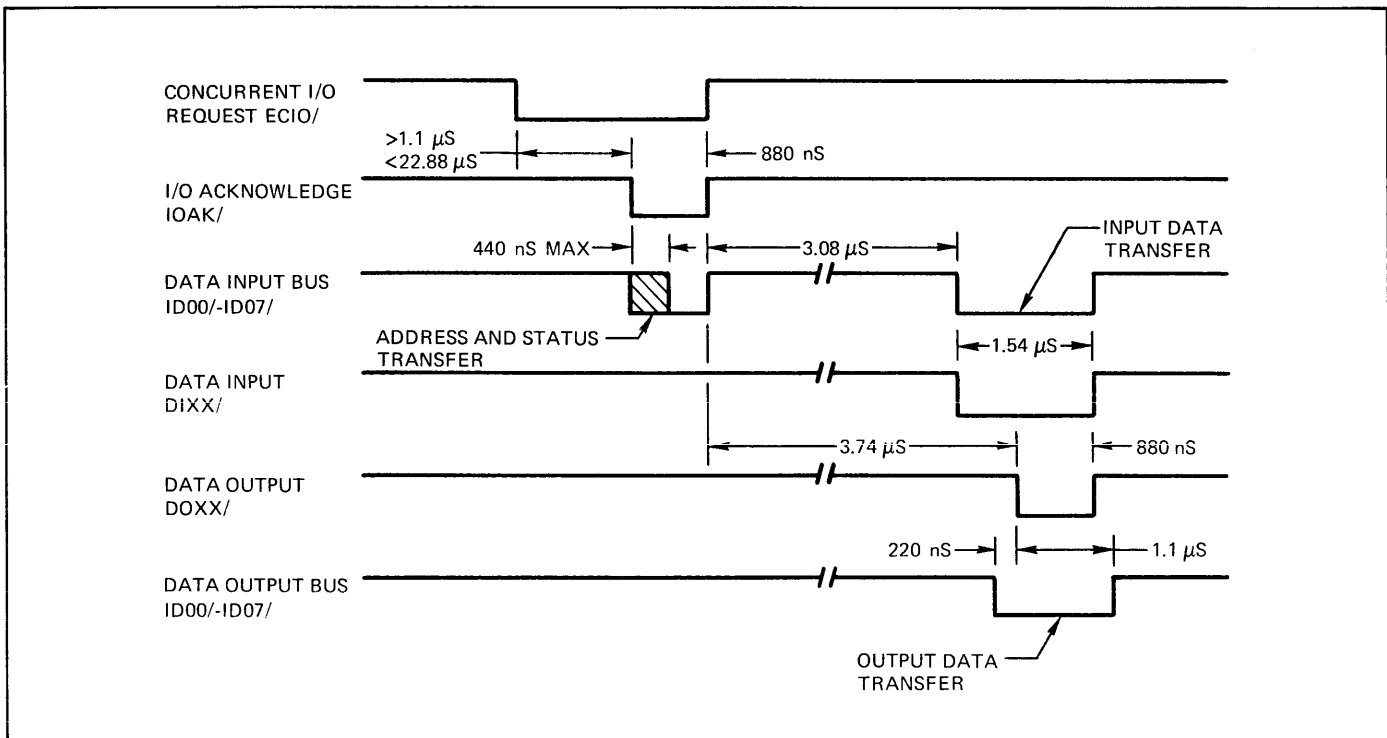 CONCURRENT I/O
REQUEST ECIO/
>1.1 μS
<22.88 μS
880 nS
I/O ACKNOWLEDGE
IOAK/
440 nS MAX
3.08 μS
INPUT DATA
TRANSFER
DATA INPUT BUS
ID00/-ID07/
ADDRESS AND STATUS
TRANSFER
1.54 μS
DATA INPUT
DIXX/
3.74 μS
880 nS
DATA OUTPUT
DOXX/
220 nS
1.1 μS
DATA OUTPUT BUS
ID00/-ID07/
OUTPUT DATA
TRANSFER